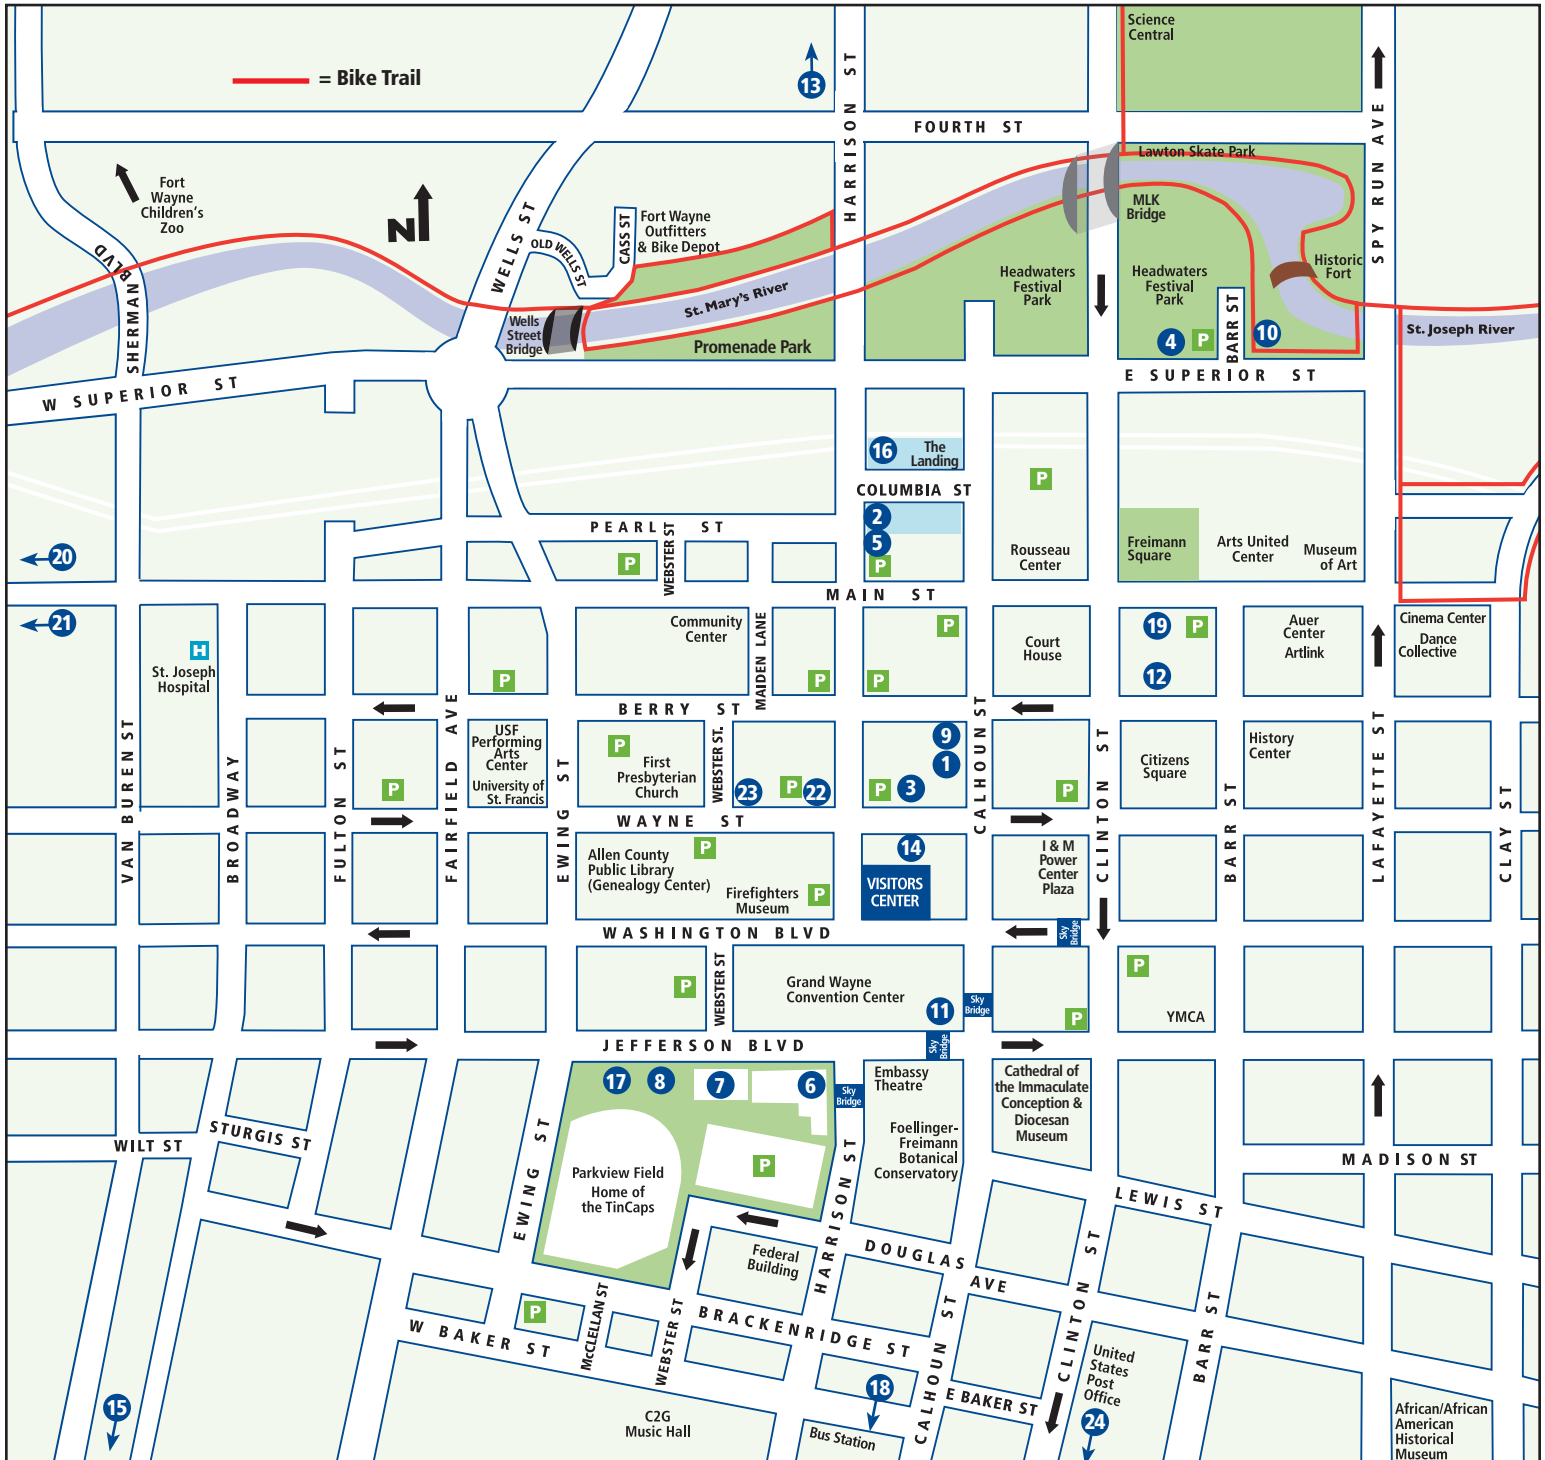 Science
Central
= Bike Trail
13
HARRISON ST
FOURTH ST
SPY RUN AVE
Lawton Skate Park
Fort
Wayne
Children's
Zoo
N
WELLS ST
OLD WELLS ST
CASS ST
Fort Wayne
Outfitters
& Bike Depot
MLK
Bridge
SHERMAN BLVD
Headwaters
Festival
Park
Headwaters
Festival
Park
Historic
Fort
St. Mary's River
Wells
Street
Bridge
Promenade Park
4
P
BARR ST
10
St. Joseph River
W SUPERIOR ST
E SUPERIOR ST
16
The
Landing
P
COLUMBIA ST
2
5
P
PEARL ST
WEBSTER ST
P
Rousseau
Center
Freimann
Square
Arts United
Center
Museum
of Art
20
MAIN ST
21
H
St. Joseph
Hospital
P
Community
Center
MAIDEN LANE
P
P
P
Court
House
19
P
12
Auer
Center
Artlink
Cinema Center
Dance
Collective
BERRY ST
VAN BUREN ST
BROADWAY
FULTON ST
P
FAIRFIELD AVE
USF
Performing
Arts
Center
University of
St. Francis
EWING ST
P
First
Presbyterian
Church
WEBSTER ST.
23
P
22
P
3
9
1
CALHOUN ST
P
CLINTON ST
Citizens
Square
BARR ST
History
Center
LAFAYETTE ST
CLAY ST
WAYNE ST
Allen County
Public Library
(Genealogy Center)
P
Firefighters
Museum
P
14
VISITORS
CENTER
I & M
Power
Center
Plaza
Sky
Bridge
WASHINGTON BLVD
P
WEBSTER ST
Grand Wayne
Convention Center
11
Sky
Bridge
P
P
YMCA
JEFFERSON BLVD
Sky
Bridge
17
8
7
6
Sky
Bridge
Embassy
Theatre
Foellinger-
Freimann
Botanical
Conservatory
Cathedral of
the Immaculate
Conception &
Diocesan
Museum
WILT ST
STURGIS ST
EWING ST
Parkview Field
Home of
the TinCaps
P
HARRISON ST
MADISON ST
LEWIS ST
Federal
Building
DOUGLAS AVE
CLINTON ST
P
McCLELLAN ST
WEBSTER ST
BRACKENRIDGE ST
CALHOUN ST
BARR ST
W BAKER ST
E BAKER ST
United
States
Post
Office
15
18
24
C2G
Music Hall
Bus Station
African/African
American
Historical
Museum